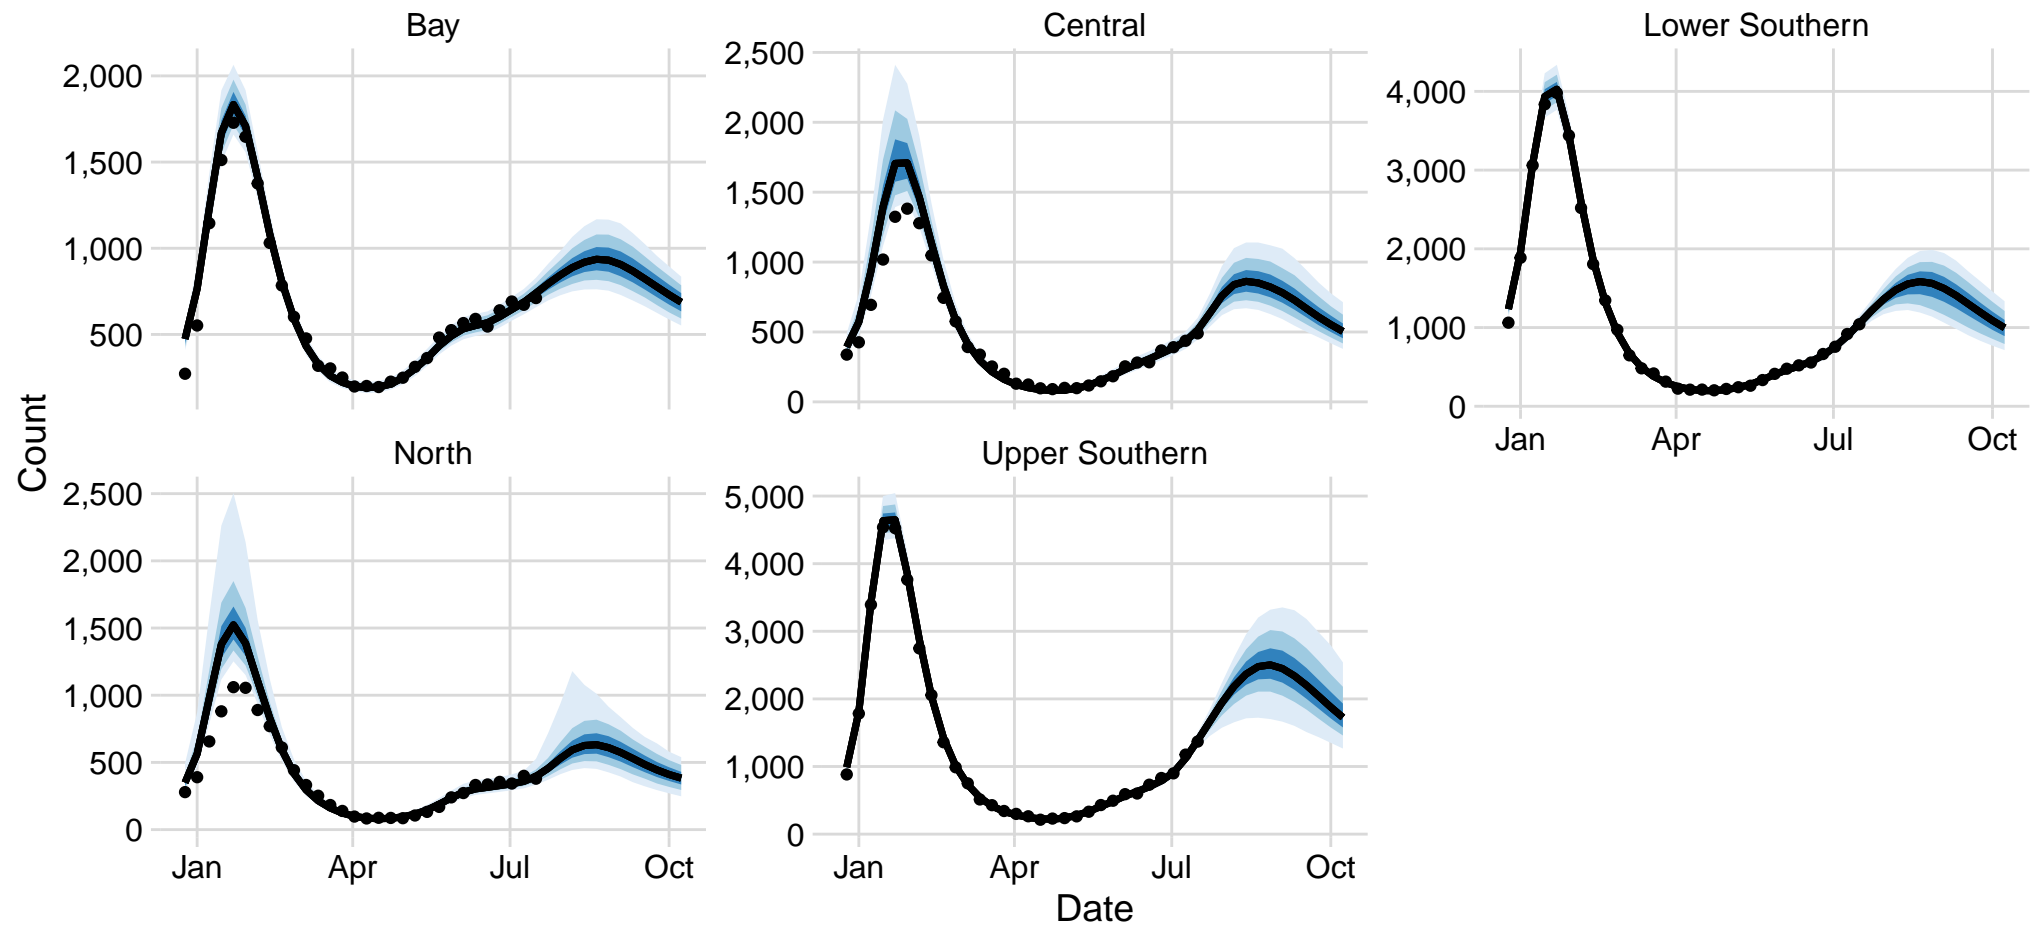 Bay
Central
Lower Southern
2,000
1,500
1,000
500
2,500
2,000
1,500
1,000
500
0
4,000
3,000
2,000
1,000
0
Jan Apr Jul Oct
Count
North
Upper Southern
2,500
2,000
1,500
1,000
500
0
5,000
4,000
3,000
2,000
1,000
0
Jan Apr Jul Oct
Jan Apr Jul Oct
Date